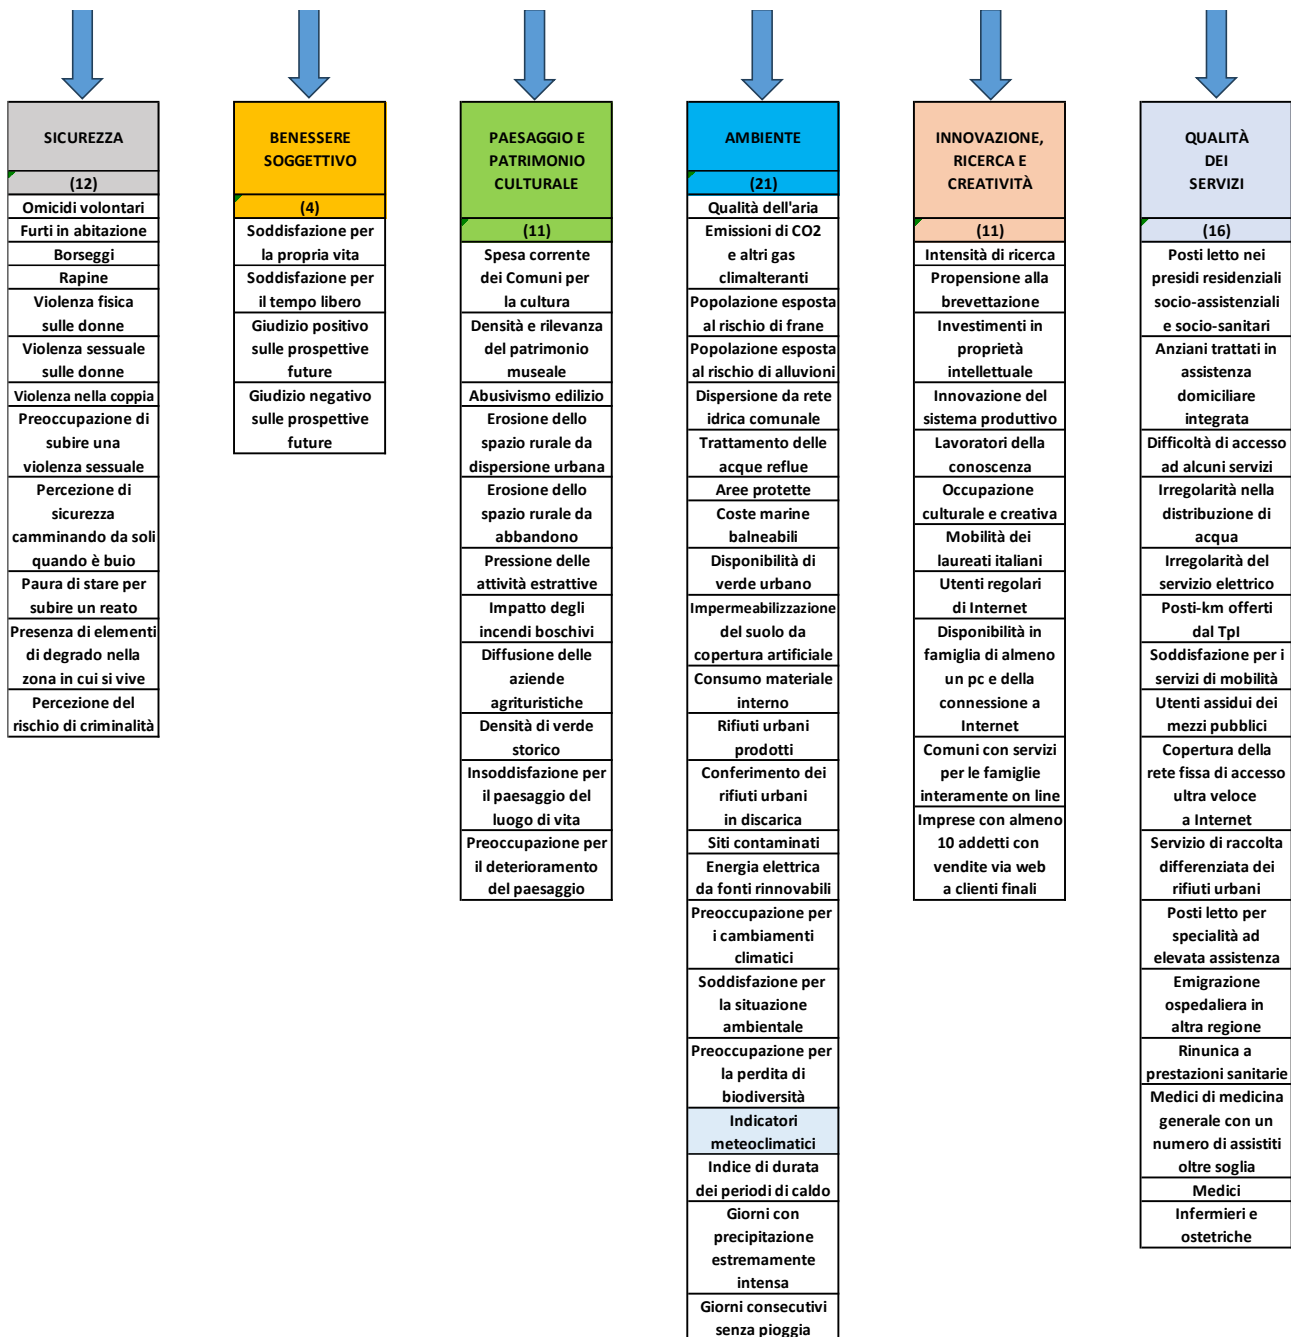 SICUREZZA
(12)
Omicidi volontari
Furti in abitazione
Borseggi
Rapine
Violenza fisica
sulle donne
Violenza sessuale
sulle donne
Violenza nella coppia
Preoccupazione di
subire una
violenza sessuale
Percezione di
sicurezza
camminando da soli
quando è buio
Paura di stare per
subire un reato
Presenza di elementi
di degrado nella
zona in cui si vive
Percezione del
rischio di criminalità
BENESSERE
SOGGETTIVO
(4)
Soddisfazione per
la propria vita
Soddisfazione per
il tempo libero
Giudizio positivo
sulle prospettive
future
Giudizio negativo
sulle prospettive
future
PAESAGGIO E
PATRIMONIO
CULTURALE
(11)
Spesa corrente
dei Comuni per
la cultura
Densità e rilevanza
del patrimonio
museale
Abusivismo edilizio
Erosione dello
spazio rurale da
dispersione urbana
Erosione dello
spazio rurale da
abbandono
Pressione delle
attività estrattive
Impatto degli
incendi boschivi
Diffusione delle
aziende
agrituristiche
Densità di verde
storico
Insoddisfazione per
il paesaggio del
luogo di vita
Preoccupazione per
il deterioramento
del paesaggio
AMBIENTE
(21)
Qualità dell'aria
Emissioni di CO2
e altri gas
climalteranti
Popolazione esposta
al rischio di frane
Popolazione esposta
al rischio di alluvioni
Dispersione da rete
idrica comunale
Trattamento delle
acque reflue
Aree protette
Coste marine
balneabili
Disponibilità di
verde urbano
Impermeabilizzazione
del suolo da
copertura artificiale
Consumo materiale
interno
Rifiuti urbani
prodotti
Conferimento dei
rifiuti urbani
in discarica
Siti contaminati
Energia elettrica
da fonti rinnovabili
Preoccupazione per
i cambiamenti
climatici
Soddisfazione per
la situazione
ambientale
Preoccupazione per
la perdita di
biodiversità
Indicatori
meteoclimatici
Indice di durata
dei periodi di caldo
Giorni con
precipitazione
estremamente
intensa
Giorni consecutivi
senza pioggia
INNOVAZIONE,
RICERCA E
CREATIVITÀ
(11)
Intensità di ricerca
Propensione alla
brevettazione
Investimenti in
proprietà
intellettuale
Innovazione del
sistema produttivo
Lavoratori della
conoscenza
Occupazione
culturale e creativa
Mobilità dei
laureati italiani
Utenti regolari
di Internet
Disponibilità in
famiglia di almeno
un pc e della
connessione a
Internet
Comuni con servizi
per le famiglie
interamente on line
Imprese con almeno
10 addetti con
vendite via web
a clienti finali
QUALITÀ
DEI
SERVIZI
(16)
Posti letto nei
presidi residenziali
socio-assistenziali
e socio-sanitari
Anziani trattati in
assistenza
domiciliare
integrata
Difficoltà di accesso
ad alcuni servizi
Irregolarità nella
distribuzione di
acqua
Irregolarità del
servizio elettrico
Posti-km offerti
dal Tpl
Soddisfazione per i
servizi di mobilità
Utenti assidui dei
mezzi pubblici
Copertura della
rete fissa di accesso
ultra veloce
a Internet
Servizio di raccolta
differenziata dei
rifiuti urbani
Posti letto per
specialità ad
elevata assistenza
Emigrazione
ospedaliera in
altra regione
Rinunica a
prestazioni sanitarie
Medici di medicina
generale con un
numero di assistiti
oltre soglia
Medici
Infermieri e
ostetriche